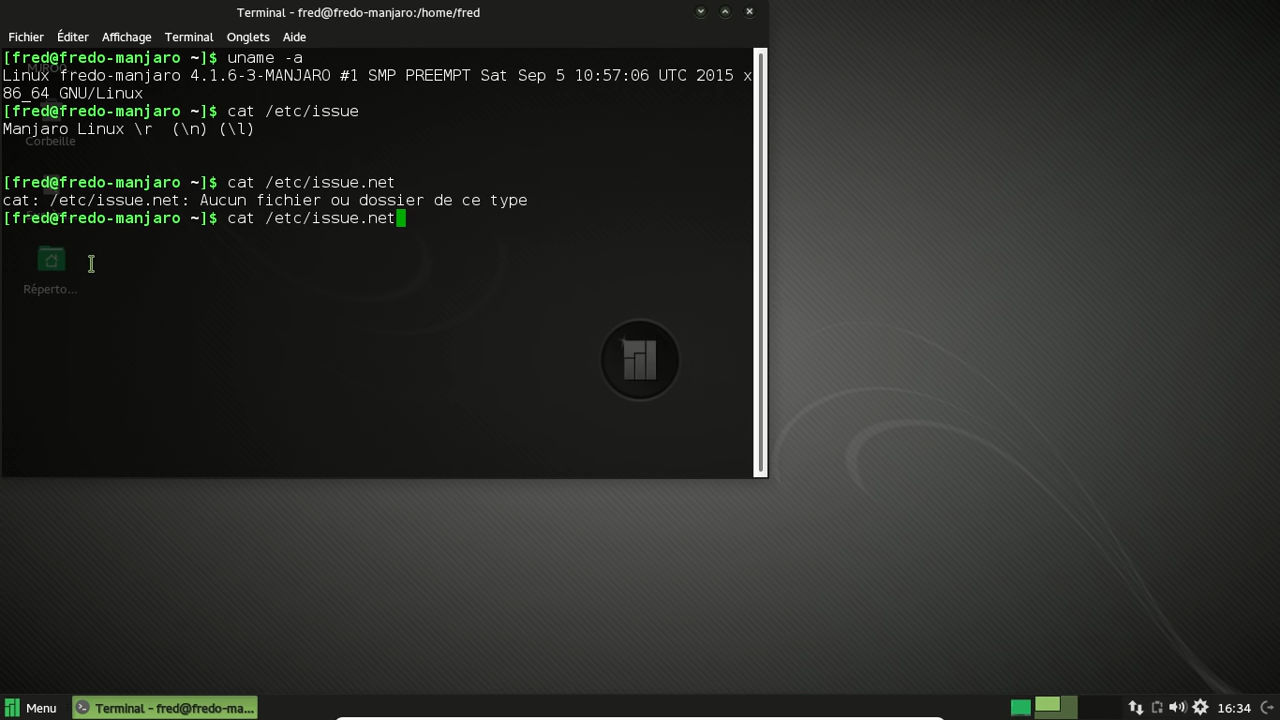 Terminal - fred@fredo-manjaro:/home/fred
Fichier Éditer Affichage Terminal Onglets Aide
[fred@fredo-manjaro ~]$ uname -a
Linux fredo-manjaro 4.1.6-3-MANJARO #1 SMP PREEMPT Sat Sep 5 10:57:06 UTC 2015 x
86_64 GNU/Linux
[fred@fredo-manjaro ~]$ cat /etc/issue
Manjaro Linux \r  (\n) (\l)
Corbeille
[fred@fredo-manjaro ~]$ cat /etc/issue.net
cat: /etc/issue.net: Aucun fichier ou dossier de ce type
[fred@fredo-manjaro ~]$ cat /etc/issue.net
Réperto...
Menu
Terminal - fred@fredo-ma...
16:34